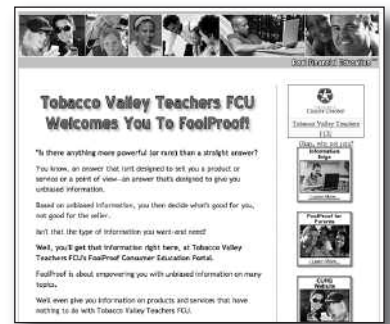 Tobacco Valley Teachers FCU
Welcomes You To FoolProof!
"Is there anything more powerful (or rare) than a straight answer?
You know, an answer that isn't designed to sell you a product or
service or a point of view—an answer that's designed to give you
unbiased information.
Based on unbiased information, you then decide what's good for you,
not good for the seller.
Isn't that the type of information you want-and need?
Well, you'll get that information right here, at Tobacco Valley
Teachers FCU's FoolProof Consumer Education Portal.
FoolProof is about empowering you with unbiased information on many
topics.
We'll even give you information on products and services that have
nothing to do with Tobacco Valley Teachers FCU.
Tobacco Valley Teachers
FCU
Okay, who are you?
Information
Edge
Learn More...
FoolProof for
Futures
Learn More...
Website